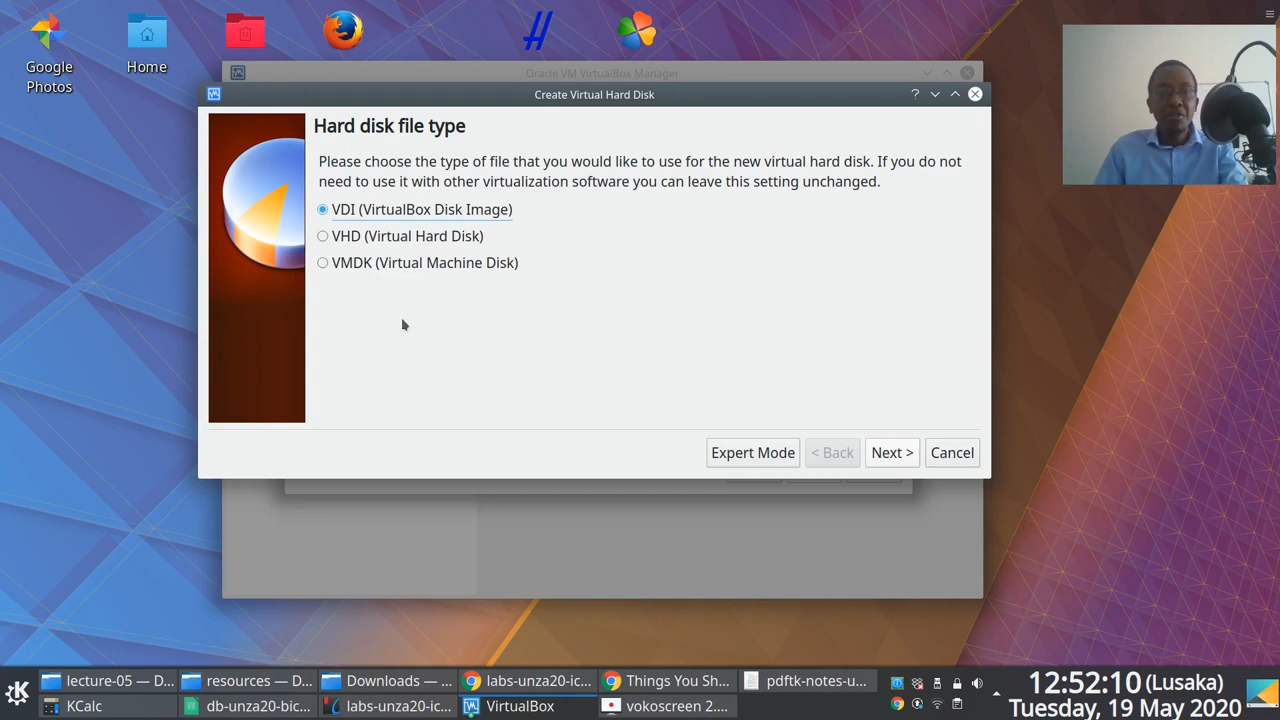 Google
Photos
Home
Oracle VM VirtualBox Manager
Create Virtual Hard Disk
Hard disk file type
Please choose the type of file that you would like to use for the new virtual hard disk. If you do not
need to use it with other virtualization software you can leave this setting unchanged.
VDI (VirtualBox Disk Image)
VHD (Virtual Hard Disk)
VMDK (Virtual Machine Disk)
Expert Mode
< Back
Next >
Cancel
lecture-05 — D...
resources — D...
Downloads — ...
labs-unza20-ic...
Things You Sh...
pdftk-notes-u...
KCalc
db-unza20-bic...
labs-unza20-ic...
VirtualBox
vokoscreen 2....
12:52:10 (Lusaka)
Tuesday, 19 May 2020